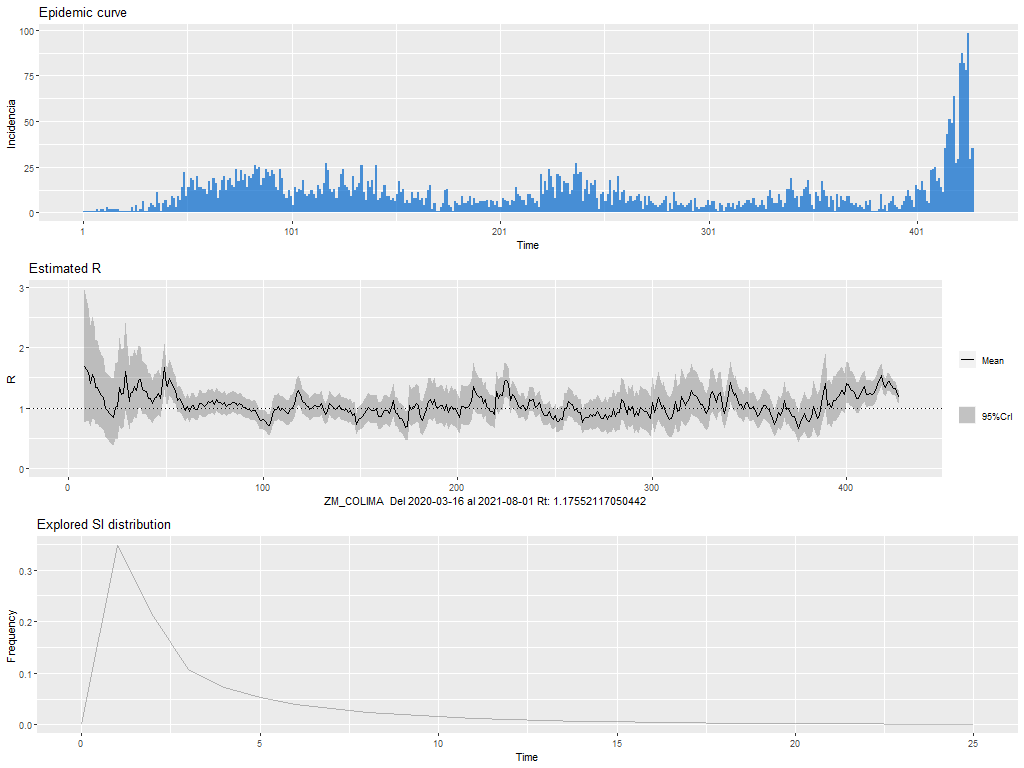 Epidemic curve
100
75
50
25
0
Incidencia
1
101
201
301
401
Time
Estimated R
3
2
1
0
R
Mean
95%CrI
0
100
200
300
400
ZM_COLIMA Del 2020-03-16 al 2021-08-01 Rt: 1.17552117050442
Explored SI distribution
0.3
0.2
0.1
0.0
Frequency
0
5
10
15
20
25
Time